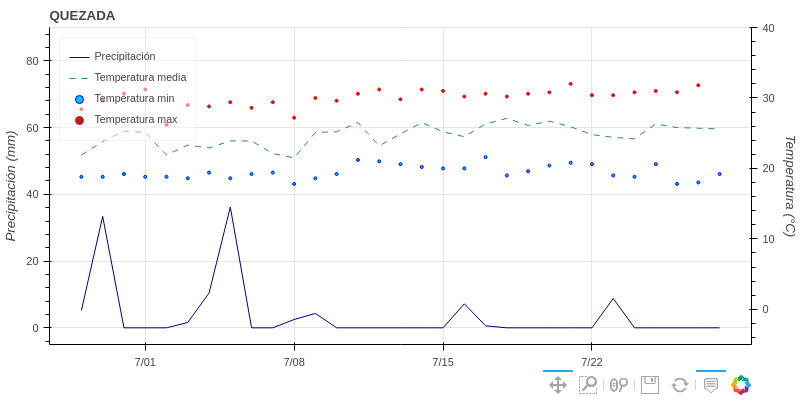 QUEZADA
Precipitación
Temperatura media
Temperatura min
Temperatura max
80
60
40
20
0
Precipitación (mm)
40
30
20
10
0
Temperatura (°C)
7/01
7/08
7/15
7/22